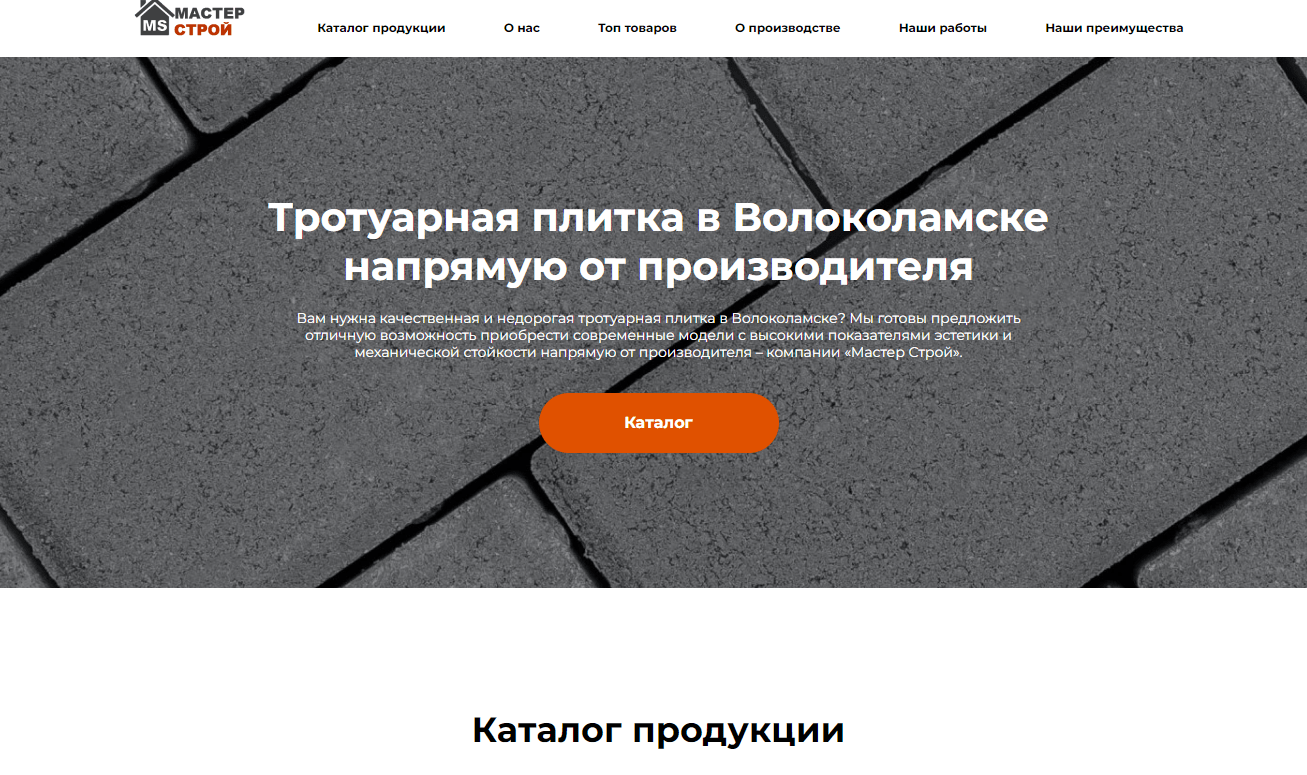 MS МАСТЕР
СТРОЙ
Каталог продукции О нас Топ товаров О производстве Наши работы Наши преимущества
Тротуарная плитка в Волоколамске
напрямую от производителя
Вам нужна качественная и недорогая тротуарная плитка в Волоколамске? Мы готовы предложить
отличную возможность приобрести современные модели с высокими показателями эстетики и
механической стойкости напрямую от производителя – компании «Мастер Строй».
Каталог
Каталог продукции